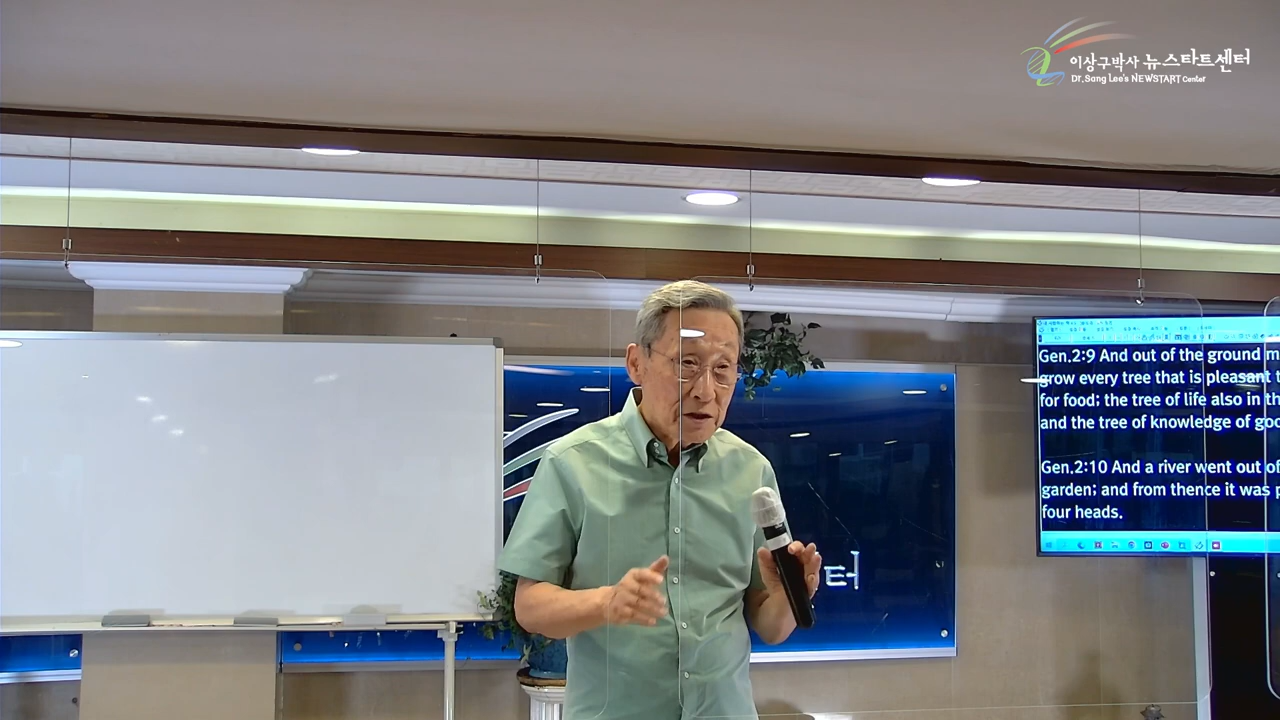 이상구박사 뉴스타트센터
Dr. Sang Lee's NEWSTART Center
Gen.2:9 And out of the ground m
grow every tree that is pleasant t
for food; the tree of life also in th
and the tree of knowledge of goo
Gen.2:10 And a river went out of
garden; and from thence it was p
four heads.
터